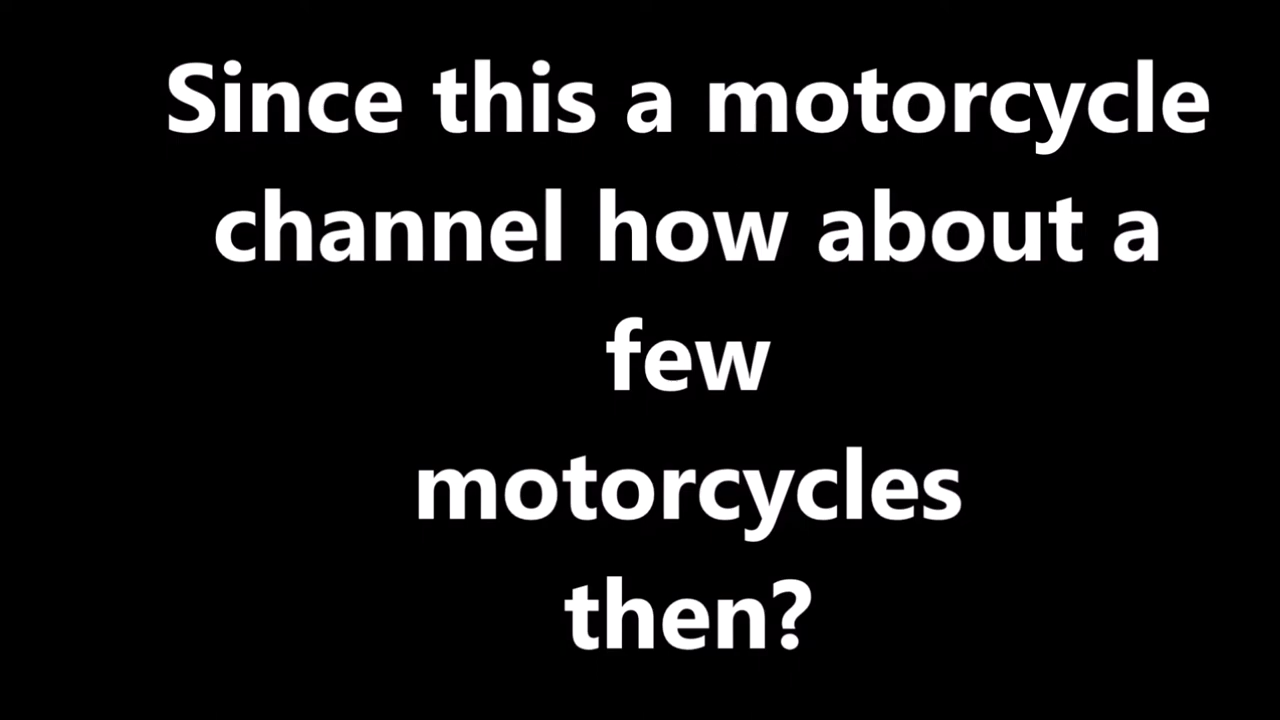 Since this a motorcycle
channel how about a
few
motorcycles
then?